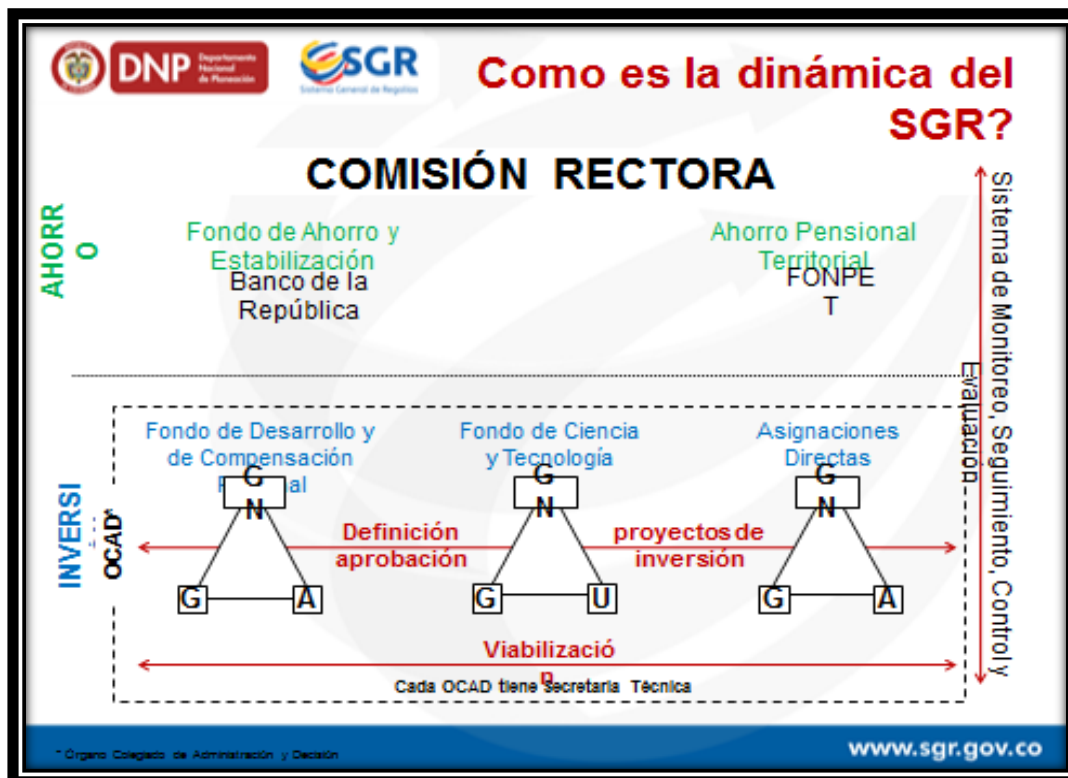 DNP Departamento
Nacional
de Planeación
SGR
Sistema General de Regalías
Como es la dinámica del
SGR?
COMISIÓN RECTORA
AHORR
O
Fondo de Ahorro y
Estabilización
Banco de la
República
Ahorro Pensional
Territorial
FONPE
T
Sistema de Monitoreo, Seguimiento, Control y
Evaluación
INVERSI
OCAD*
Fondo de Desarrollo y
de Compensación
G
N
G
A
Fondo de Ciencia
y Tecnología
G
N
G
U
Asignaciones
Directas
G
N
G
A
Definición
aprobación
proyectos de
inversión
Viabilizació
n
Cada OCAD tiene Secretaria Técnica
* Órgano Colegiado de Administración y Decisión
www.sgr.gov.co